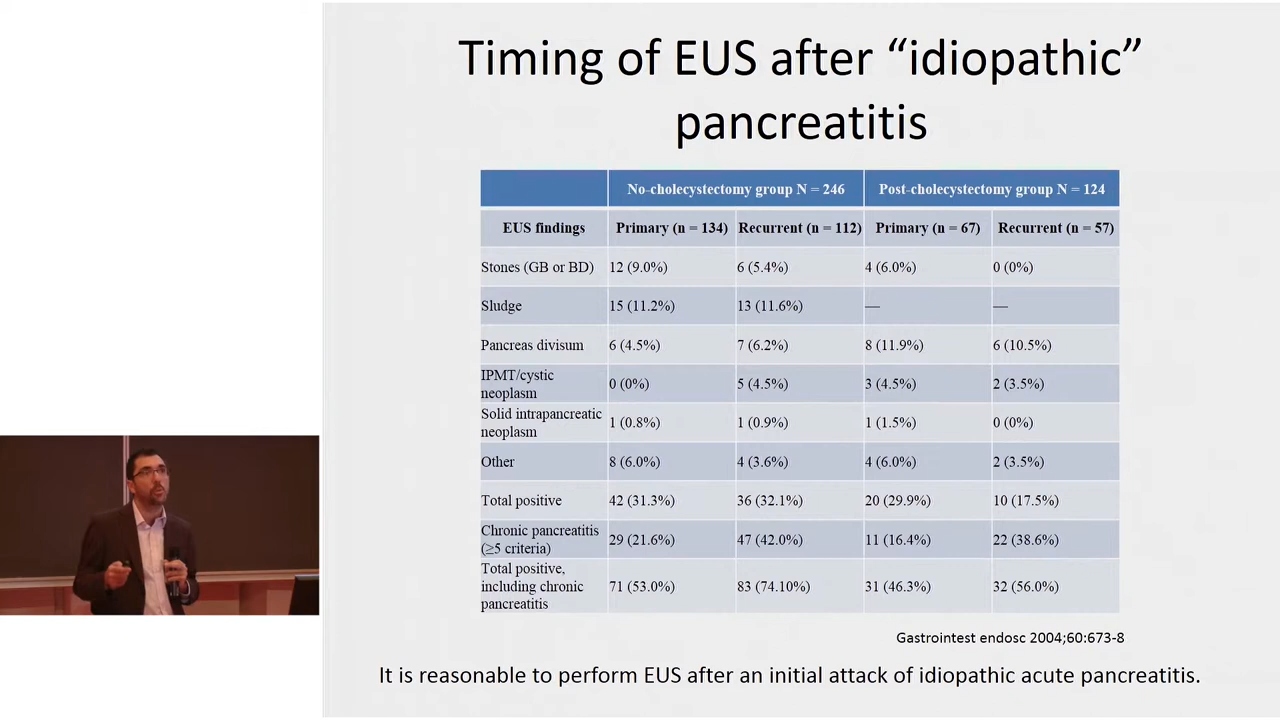 Timing of EUS after “idiopathic”
pancreatitis
No-cholecystectomy group N = 246 Post-cholecystectomy group N = 124
EUS findings Primary (n = 134) Recurrent (n = 112) Primary (n = 67) Recurrent (n = 57)
Stones (GB or BD) 12 (9.0%) 6 (5.4%) 4 (6.0%) 0 (0%)
Sludge 15 (11.2%) 13 (11.6%) — —
Pancreas divisum 6 (4.5%) 7 (6.2%) 8 (11.9%) 6 (10.5%)
IPMT/cystic
neoplasm 0 (0%) 5 (4.5%) 3 (4.5%) 2 (3.5%)
Solid intrapancreatic
neoplasm 1 (0.8%) 1 (0.9%) 1 (1.5%) 0 (0%)
Other 8 (6.0%) 4 (3.6%) 4 (6.0%) 2 (3.5%)
Total positive 42 (31.3%) 36 (32.1%) 20 (29.9%) 10 (17.5%)
Chronic pancreatitis
(≥5 criteria) 29 (21.6%) 47 (42.0%) 11 (16.4%) 22 (38.6%)
Total positive,
including chronic
pancreatitis 71 (53.0%) 83 (74.10%) 31 (46.3%) 32 (56.0%)
Gastrointest endosc 2004;60:673-8
It is reasonable to perform EUS after an initial attack of idiopathic acute pancreatitis.